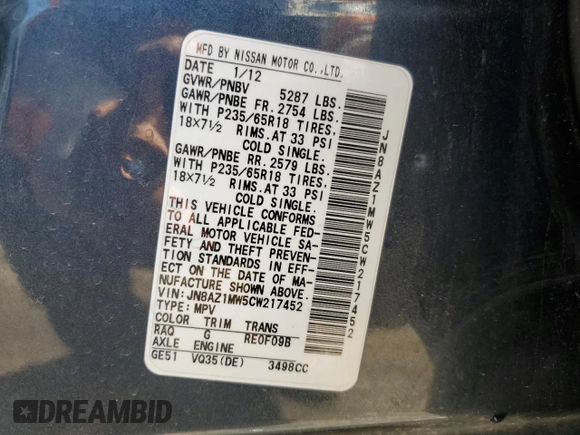 MFD BY NISSAN MOTOR CO.,LTD.
DATE 1/12
GVWR/PNBV 5287 LBS.
GAWR/PNBE FR. 2754 LBS.
WITH P235/65R18 TIRES,
18×7½ RIMS.AT 33 PSI
COLD SINGLE.
GAWR/PNBE RR. 2579 LBS.
WITH P235/65R18 TIRES,
18×7½ RIMS.AT 33 PSI
COLD SINGLE.
THIS VEHICLE CONFORMS
TO ALL APPLICABLE FED-
ERAL MOTOR VEHICLE SA-
FETY AND THEFT PREVEN-
TION STANDARDS IN EFF-
ECT ON THE DATE OF MA-
NUFACTURE SHOWN ABOVE.
VIN: JN8AZ1MW5CW217452
TYPE: MPV
COLOR TRIM TRANS
RAQ G RE0F09B
AXLE ENGINE
GE51 VQ35(DE) 3498CC
JN8AZ1MW5CW217452
DREAMBID